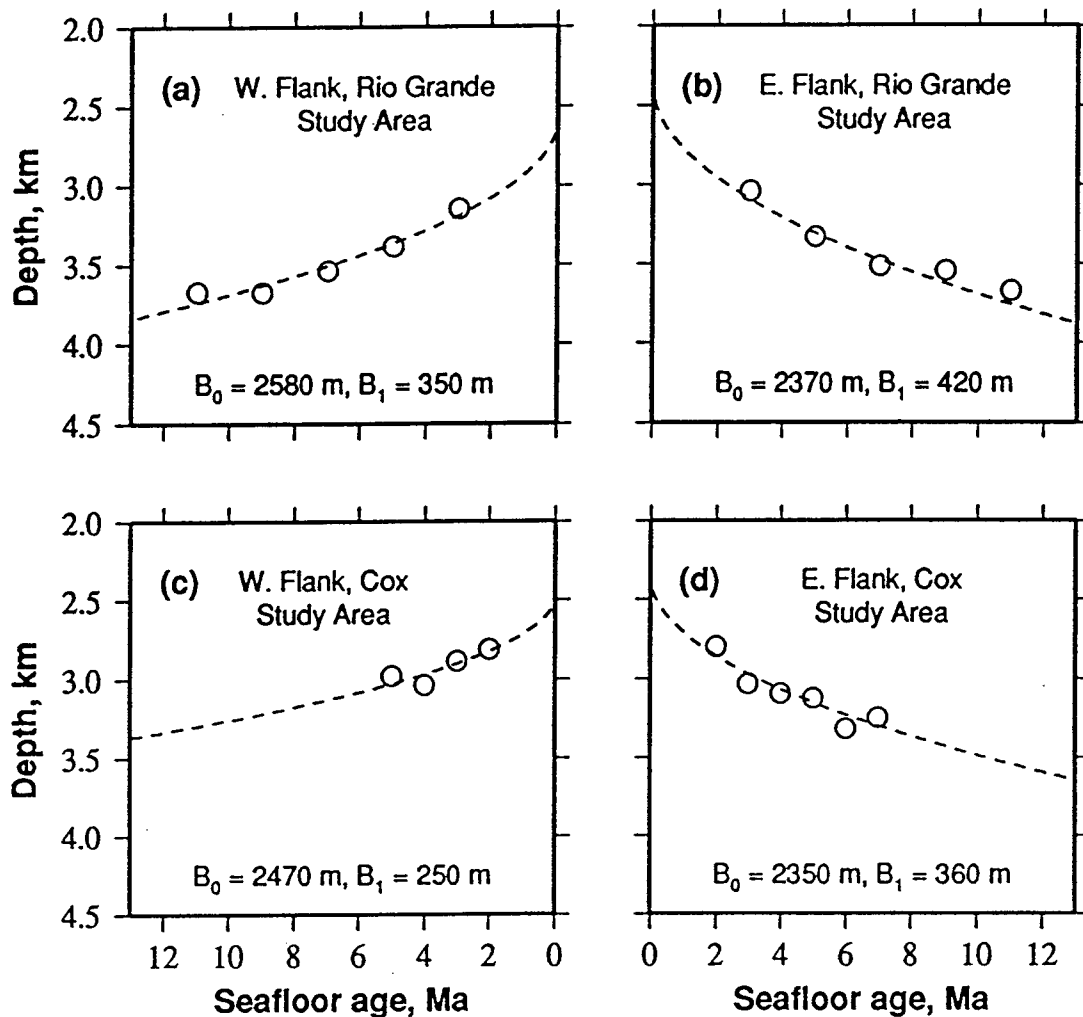 (a) W. Flank, Rio Grande
Study Area
B0 = 2580 m, B1 = 350 m
Depth, km
2.0
2.5
3.0
3.5
4.0
4.5
(b) E. Flank, Rio Grande
Study Area
B0 = 2370 m, B1 = 420 m
(c) W. Flank, Cox
Study Area
B0 = 2470 m, B1 = 250 m
Depth, km
2.0
2.5
3.0
3.5
4.0
4.5
12 10 8 6 4 2 0
Seafloor age, Ma
(d) E. Flank, Cox
Study Area
B0 = 2350 m, B1 = 360 m
0 2 4 6 8 10 12
Seafloor age, Ma